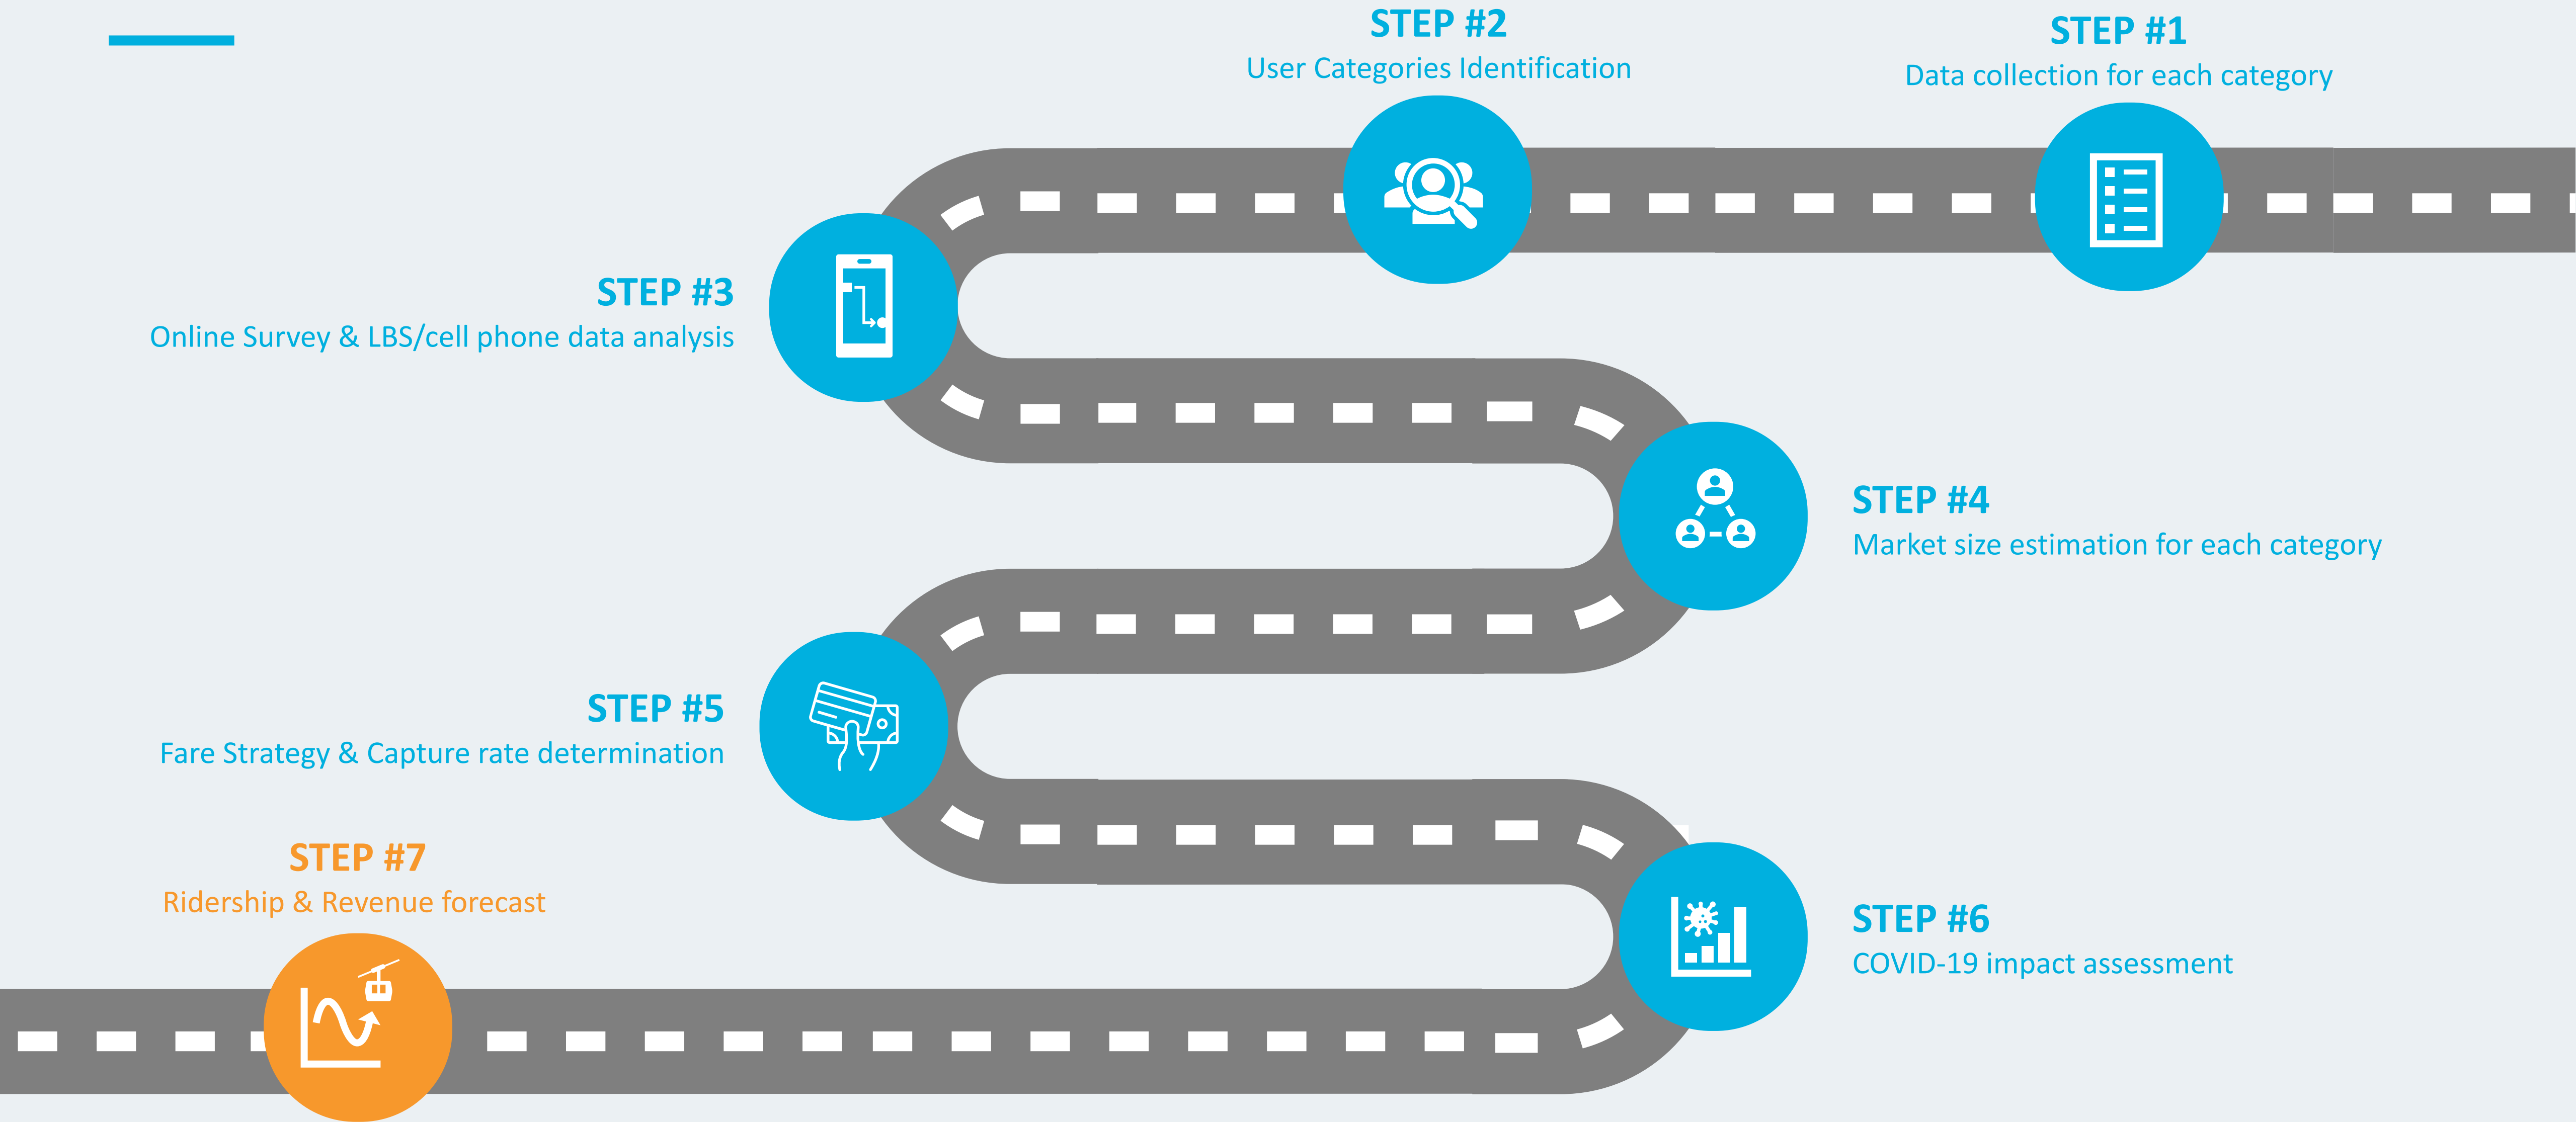 STEP #1
Data collection for each category
STEP #2
User Categories Identification
STEP #3
Online Survey & LBS/cell phone data analysis
STEP #4
Market size estimation for each category
STEP #5
Fare Strategy & Capture rate determination
STEP #6
COVID-19 impact assessment
STEP #7
Ridership & Revenue forecast